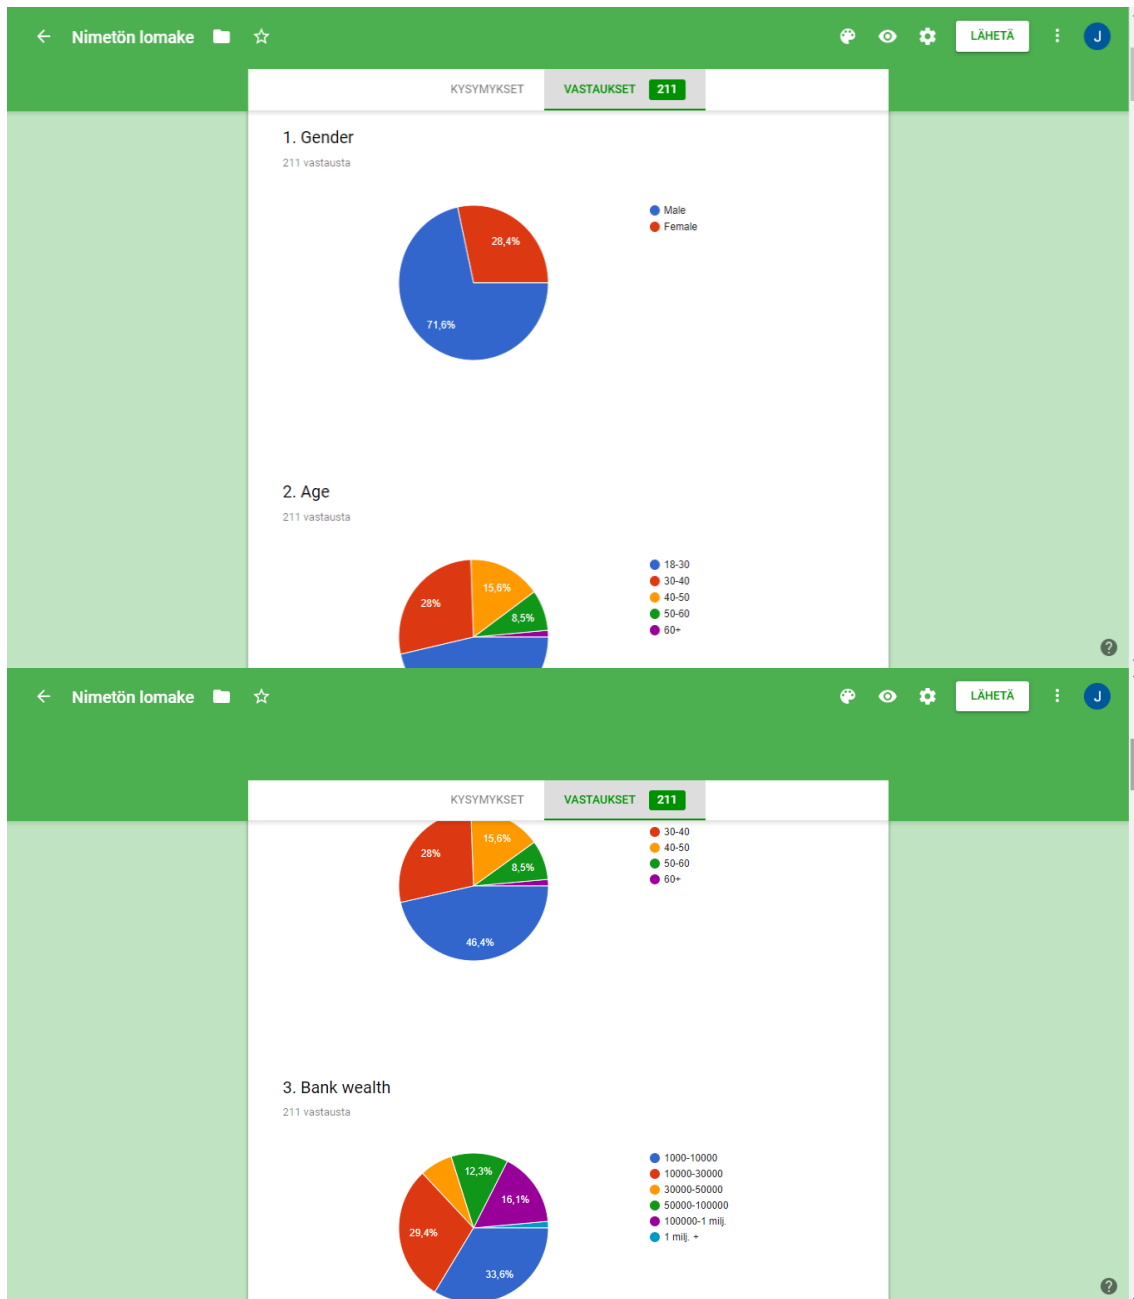 Nimetön lomake
LÄHETÄ
J
KYSYMYKSET
VASTAUKSET 211
1. Gender
211 vastausta
Male
Female
28,4%
71,6%
2. Age
211 vastausta
18-30
30-40
40-50
50-60
60+
15,6%
28%
8,5%
?
Nimetön lomake
LÄHETÄ
J
KYSYMYKSET
VASTAUKSET 211
30-40
40-50
50-60
60+
15,6%
28%
8,5%
46,4%
3. Bank wealth
211 vastausta
1000-10000
10000-30000
30000-50000
50000-100000
100000-1 milj.
1 milj. +
12,3%
16,1%
29,4%
33,6%
?